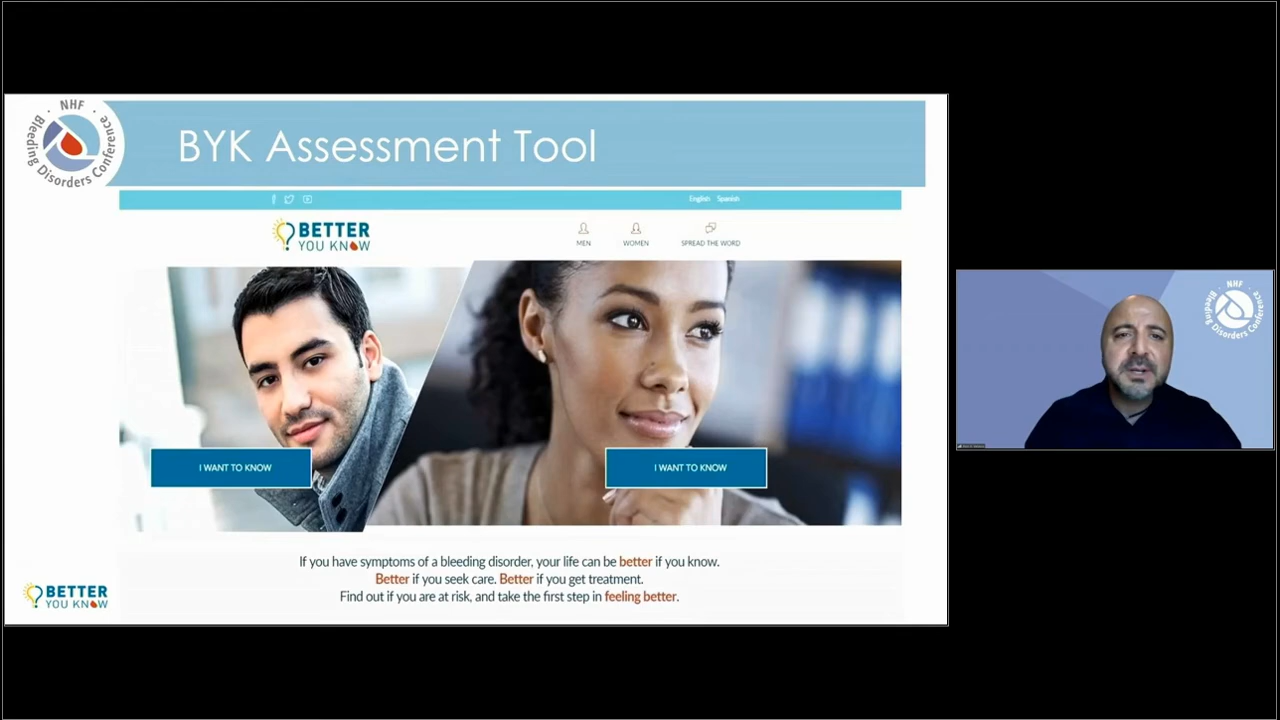 NHF
Bleeding Disorders Conference
BYK Assessment Tool
English Spanish
BETTER
YOU KNOW
MEN WOMEN SPREAD THE WORD
I WANT TO KNOW
I WANT TO KNOW
If you have symptoms of a bleeding disorder, your life can be better if you know.
Better if you seek care. Better if you get treatment.
Find out if you are at risk, and take the first step in feeling better.
BETTER
YOU KNOW
NHF
Bleeding Disorders Conference